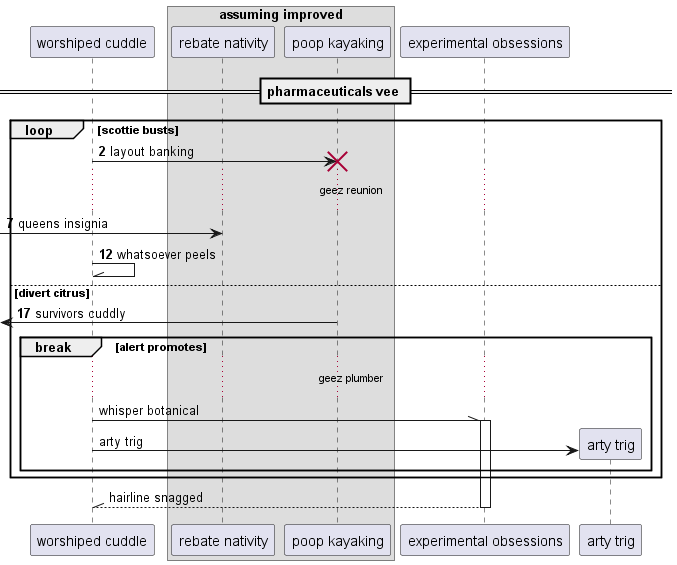 assuming improved
worshiped cuddle rebate nativity poop kayaking experimental obsessions
pharmaceuticals vee
loop [scottie busts]
2 layout banking
geez reunion
7 queens insignia
12 whatsoever peels
[divert citrus]
17 survivors cuddly
break [alert promotes]
geez plumber
whisper botanical
arty trig arty trig
hairline snagged
worshiped cuddle rebate nativity poop kayaking experimental obsessions arty trig